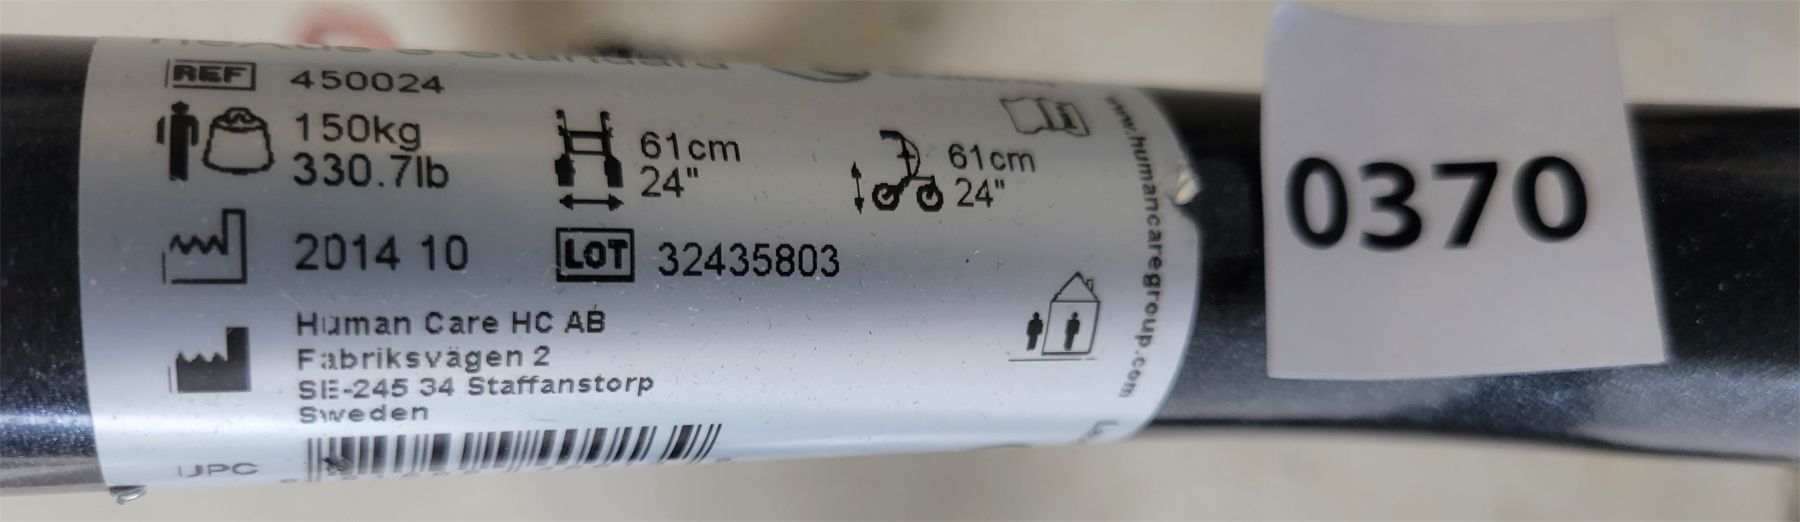 REF 450024
150kg
330.7lb
61cm
24"
61cm
24"
2014 10
LOT 32435803
Human Care HC AB
Fabriksvägen 2
SE-245 34 Staffanstorp
Sweden
UPC
www.humancaregroup.com
0370